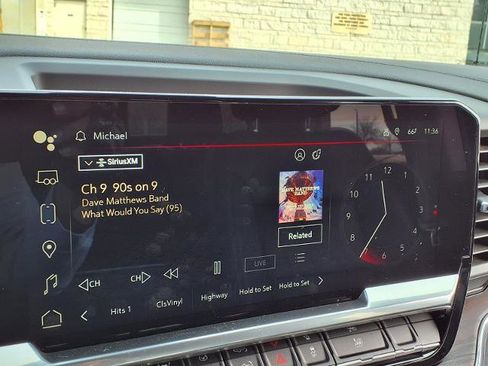 Michael
66° 11:36
SiriusXM
Ch 9 90s on 9
Dave Matthews Band
What Would You Say (95)
DAVE MATTHEWS
BAND
Related
12
11 1
10 2
9 3
8 4
7 5
6
CH CH
LIVE
Hits 1 ClsVinyl Highway Hold to Set Hold to Set